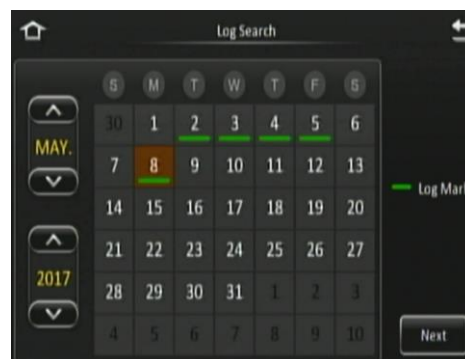 Log Search
S M T W T F S
30 1 2 3 4 5 6
MAY.
7 8 9 10 11 12 13
Log Mark
14 15 16 17 18 19 20
21 22 23 24 25 26 27
2017
28 29 30 31 1 2 3
4 5 6 7 8 9 10
Next